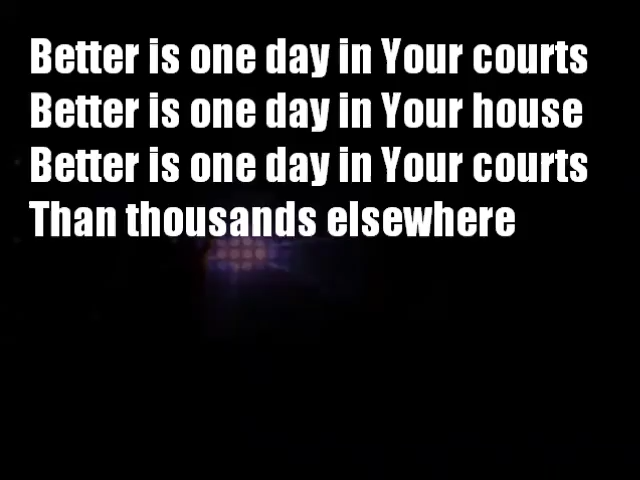 Better is one day in Your courts
Better is one day in Your house
Better is one day in Your courts
Than thousands elsewhere